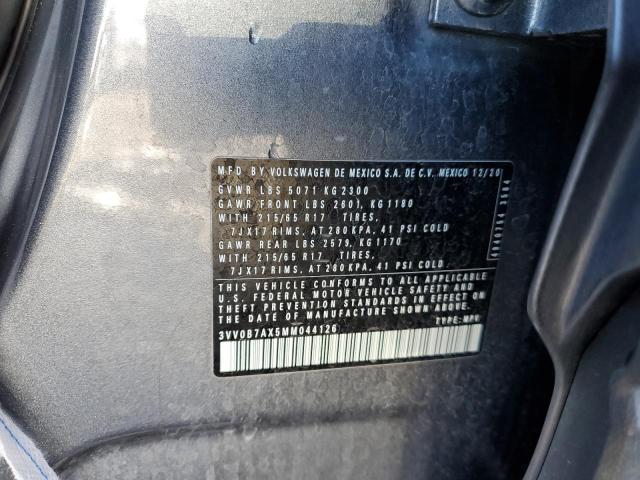 MFD BY VOLKSWAGEN DE MEXICO S.A. DE C.V. MEXICO 12/20
GVWR LBS 5071 KG 2300
GAWR FRONT LBS 2601, KG 1180
WITH 215/65 R17 TIRES,
7JX17 RIMS, AT 280 KPA, 41 PSI COLD
GAWR REAR LBS 2579, KG 1170
WITH 215/65 R17 TIRES,
7JX17 RIMS, AT 280 KPA, 41 PSI COLD
THIS VEHICLE CONFORMS TO ALL APPLICABLE
U.S. FEDERAL MOTOR VEHICLE SAFETY AND
THEFT PREVENTION STANDARDS IN EFFECT ON
DATE OF MANUFACTURE SHOWN ABOVE.
3VV0B7AX5MM044126 TYPE: MPV